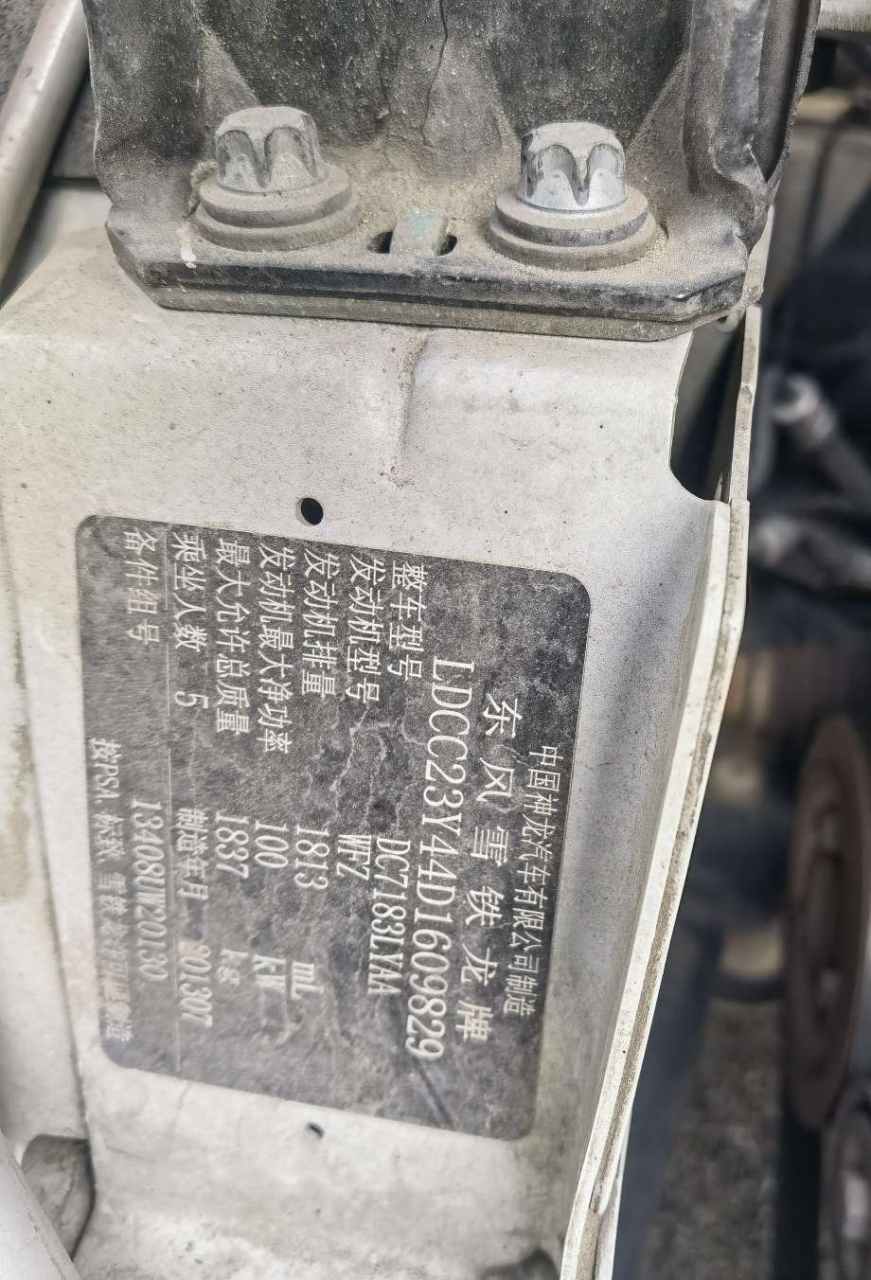 中国神龙汽车有限公司制造
东风雪铁龙牌
LDCC23Y44D1609829
整车型号 DC7183LYAA
发动机型号 WFZ
发动机排量 1813 mL
发动机最大净功率 100 kW
最大允许总质量 1837 kg
乘坐人数 5 制造年月 201307
备件组号 13408UW20130
按PSA 标致 雪铁龙